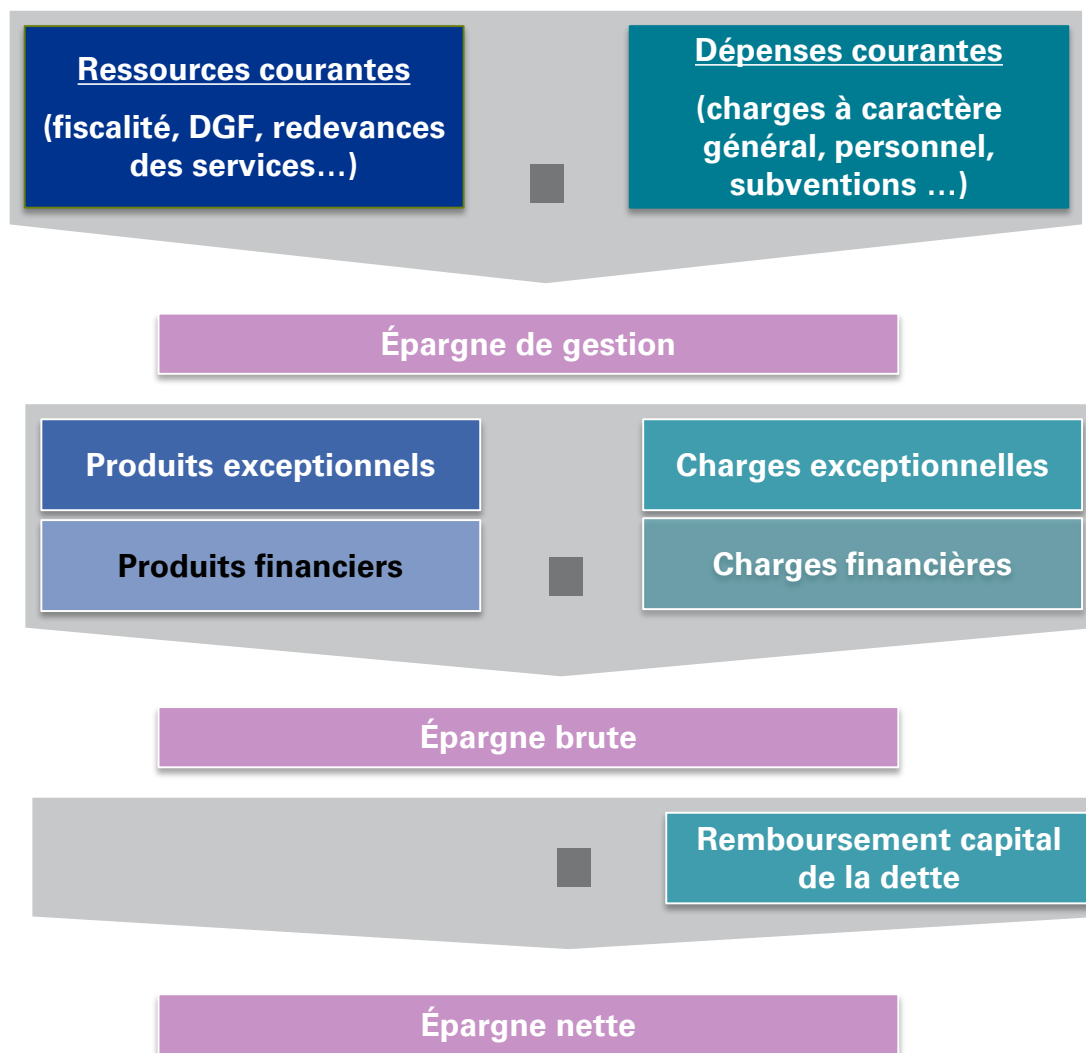 Ressources courantes
(fiscalité, DGF, redevances
des services…)
Dépenses courantes
(charges à caractère
général, personnel,
subventions …)
Épargne de gestion
Produits exceptionnels
Charges exceptionnelles
Produits financiers
Charges financières
Épargne brute
Remboursement capital
de la dette
Épargne nette